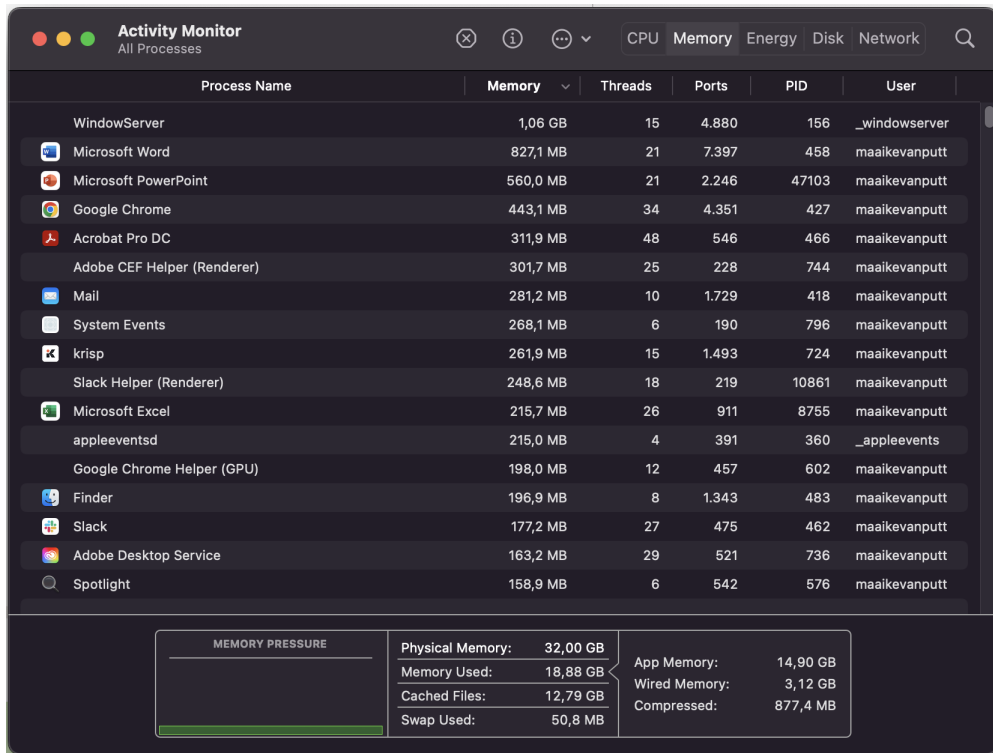 Activity Monitor
All Processes
CPU Memory Energy Disk Network
Process Name Memory Threads Ports PID User
WindowServer 1,06 GB 15 4.880 156 _windowserver
Microsoft Word 827,1 MB 21 7.397 458 maaikevanputt
Microsoft PowerPoint 560,0 MB 21 2.246 47103 maaikevanputt
Google Chrome 443,1 MB 34 4.351 427 maaikevanputt
Acrobat Pro DC 311,9 MB 48 546 466 maaikevanputt
Adobe CEF Helper (Renderer) 301,7 MB 25 228 744 maaikevanputt
Mail 281,2 MB 10 1.729 418 maaikevanputt
System Events 268,1 MB 6 190 796 maaikevanputt
krisp 261,9 MB 15 1.493 724 maaikevanputt
Slack Helper (Renderer) 248,6 MB 18 219 10861 maaikevanputt
Microsoft Excel 215,7 MB 26 911 8755 maaikevanputt
appleeventsd 215,0 MB 4 391 360 _appleevents
Google Chrome Helper (GPU) 198,0 MB 12 457 602 maaikevanputt
Finder 196,9 MB 8 1.343 483 maaikevanputt
Slack 177,2 MB 27 475 462 maaikevanputt
Adobe Desktop Service 163,2 MB 29 521 736 maaikevanputt
Spotlight 158,9 MB 6 542 576 maaikevanputt
MEMORY PRESSURE
Physical Memory: 32,00 GB
Memory Used: 18,88 GB
Cached Files: 12,79 GB
Swap Used: 50,8 MB
App Memory: 14,90 GB
Wired Memory: 3,12 GB
Compressed: 877,4 MB